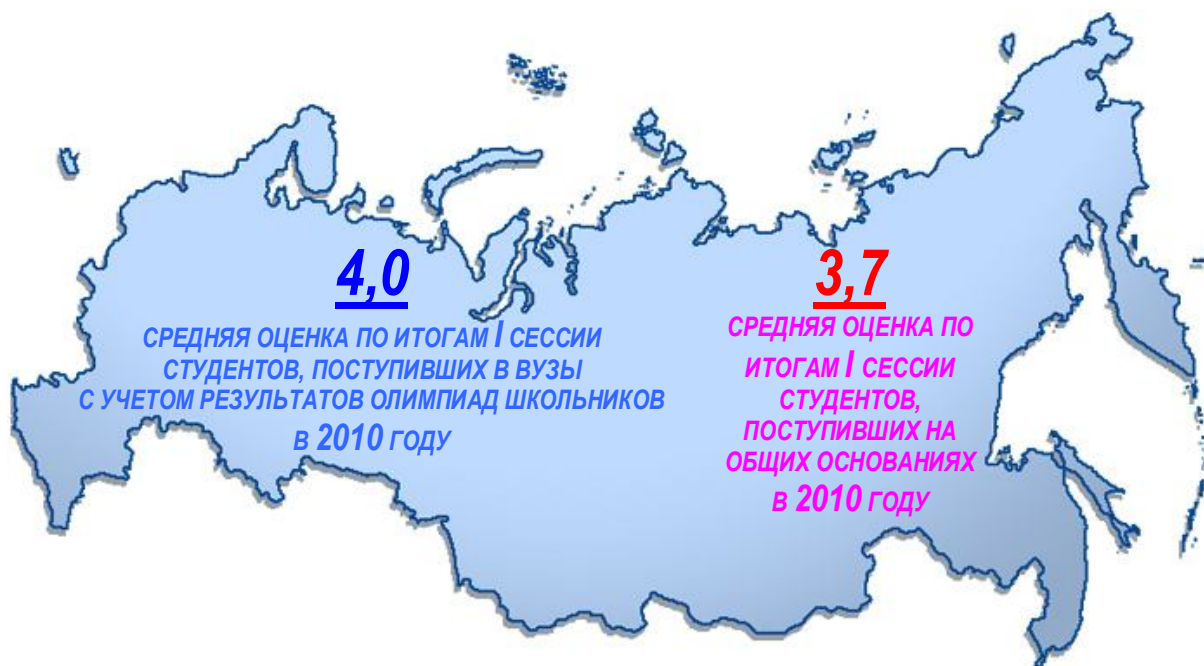 4,0
СРЕДНЯЯ ОЦЕНКА ПО ИТОГАМ I СЕССИИ
СТУДЕНТОВ, ПОСТУПИВШИХ В ВУЗЫ
С УЧЕТОМ РЕЗУЛЬТАТОВ ОЛИМПИАД ШКОЛЬНИКОВ
В 2010 ГОДУ
3,7
СРЕДНЯЯ ОЦЕНКА ПО
ИТОГАМ I СЕССИИ
СТУДЕНТОВ,
ПОСТУПИВШИХ НА
ОБЩИХ ОСНОВАНИЯХ
В 2010 ГОДУ